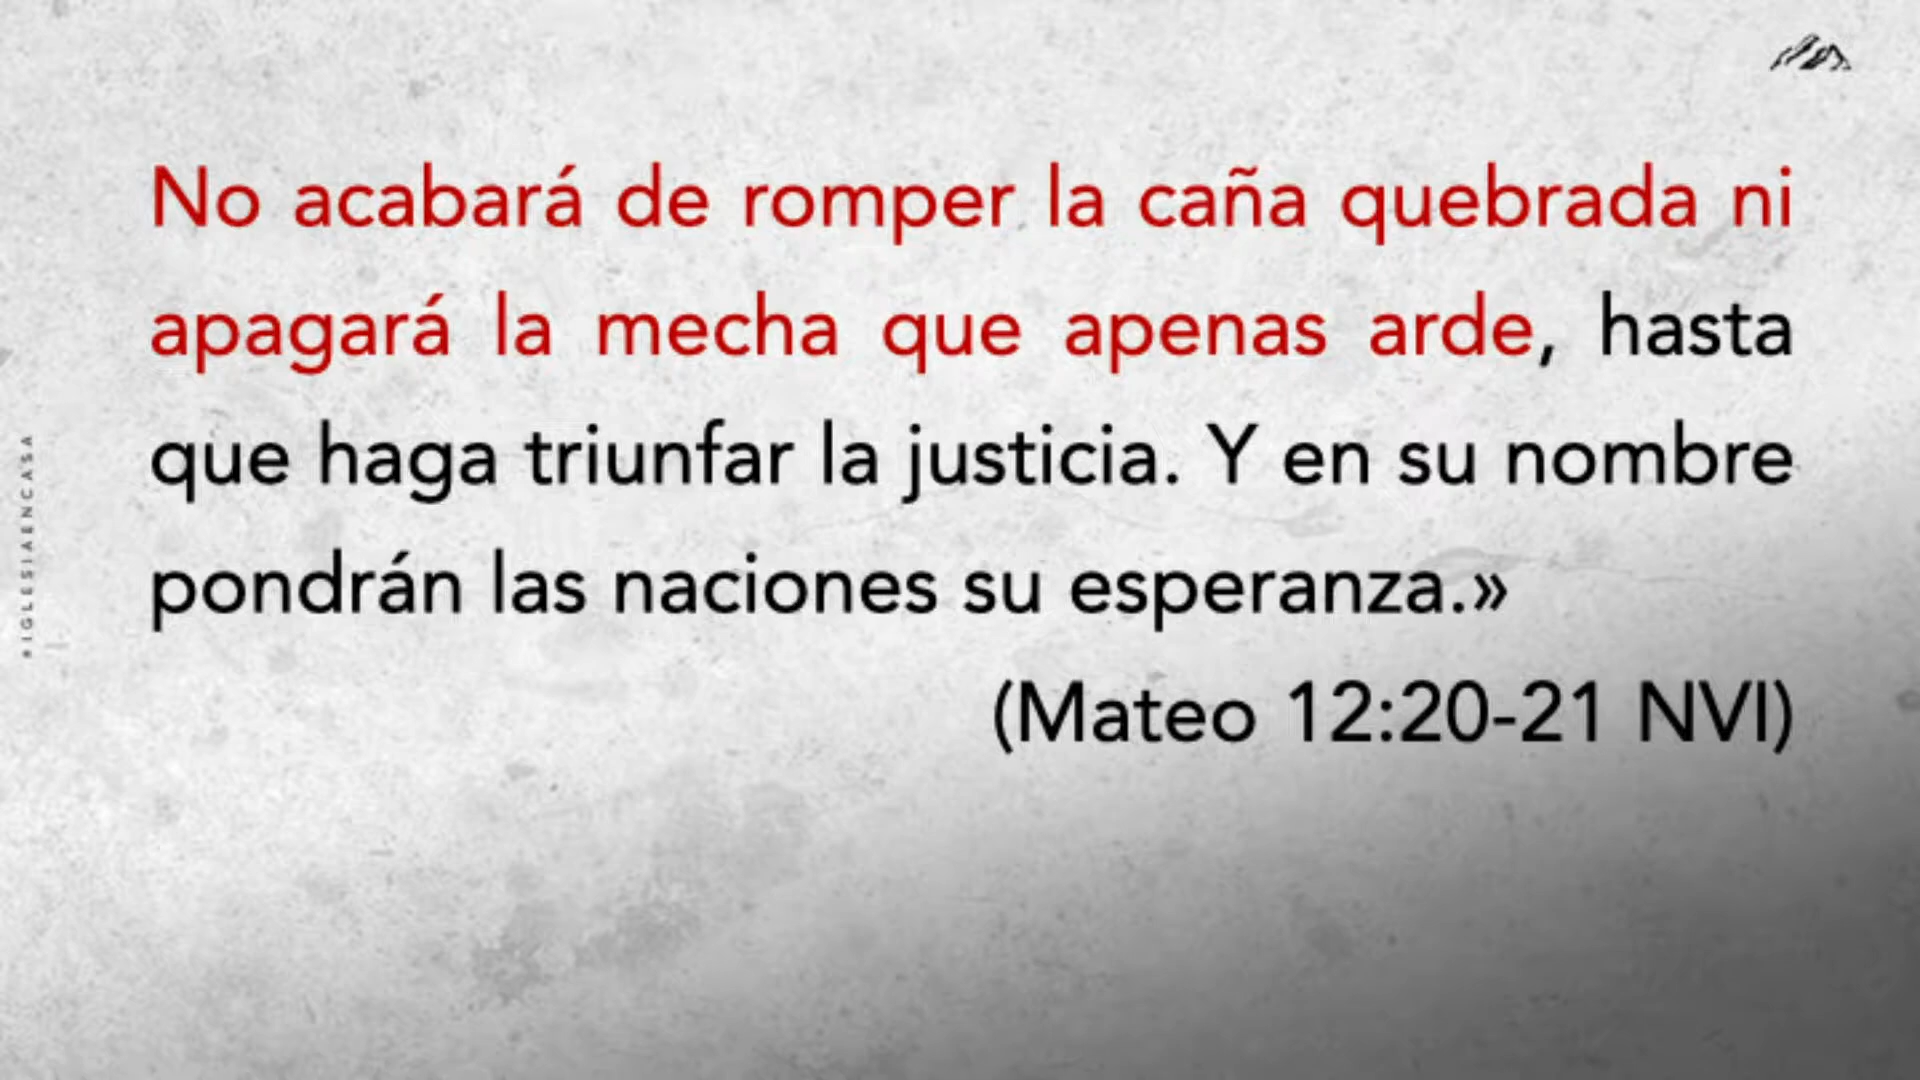 No acabará de romper la caña quebrada ni
apagará la mecha que apenas arde, hasta
que haga triunfar la justicia. Y en su nombre
pondrán las naciones su esperanza.»
(Mateo 12:20-21 NVI)
#IGLESIAENCASA